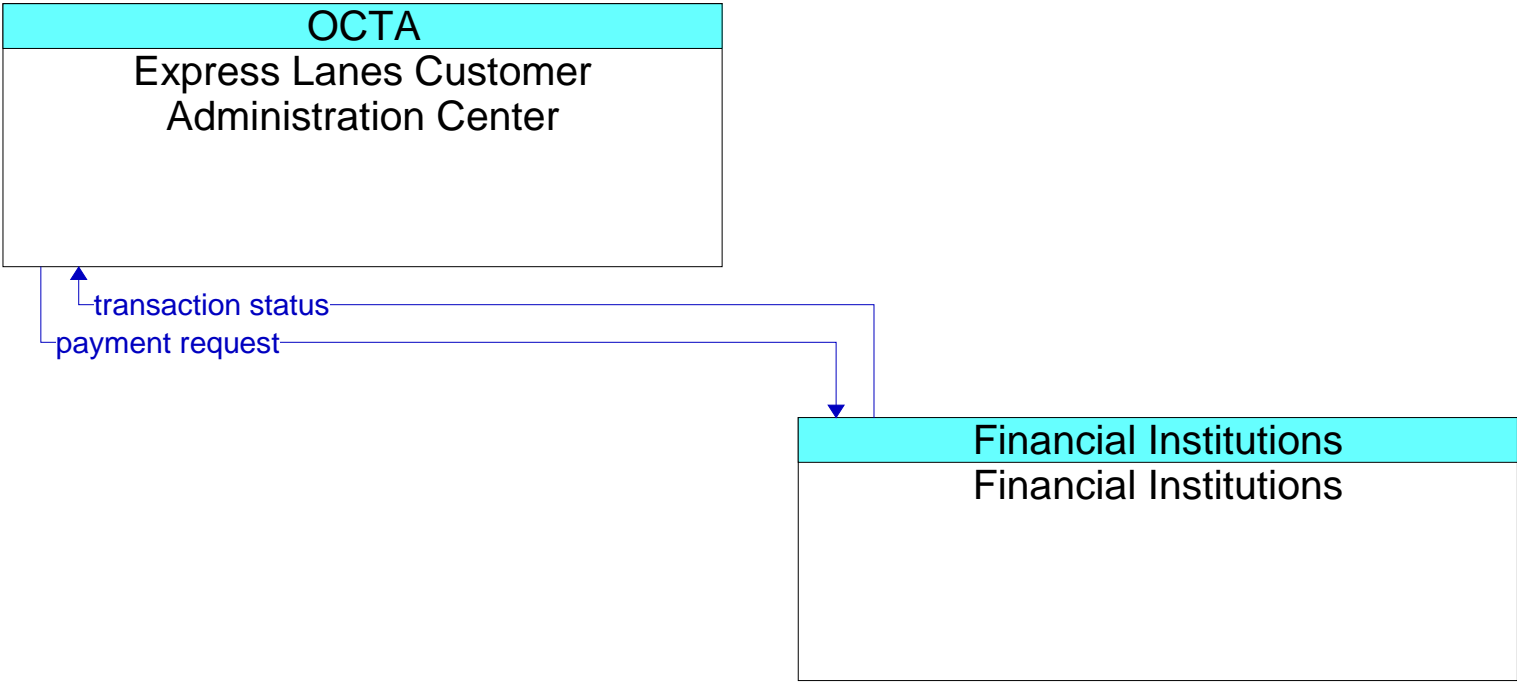 OCTA
Express Lanes Customer
Administration Center
transaction status
payment request
Financial Institutions
Financial Institutions